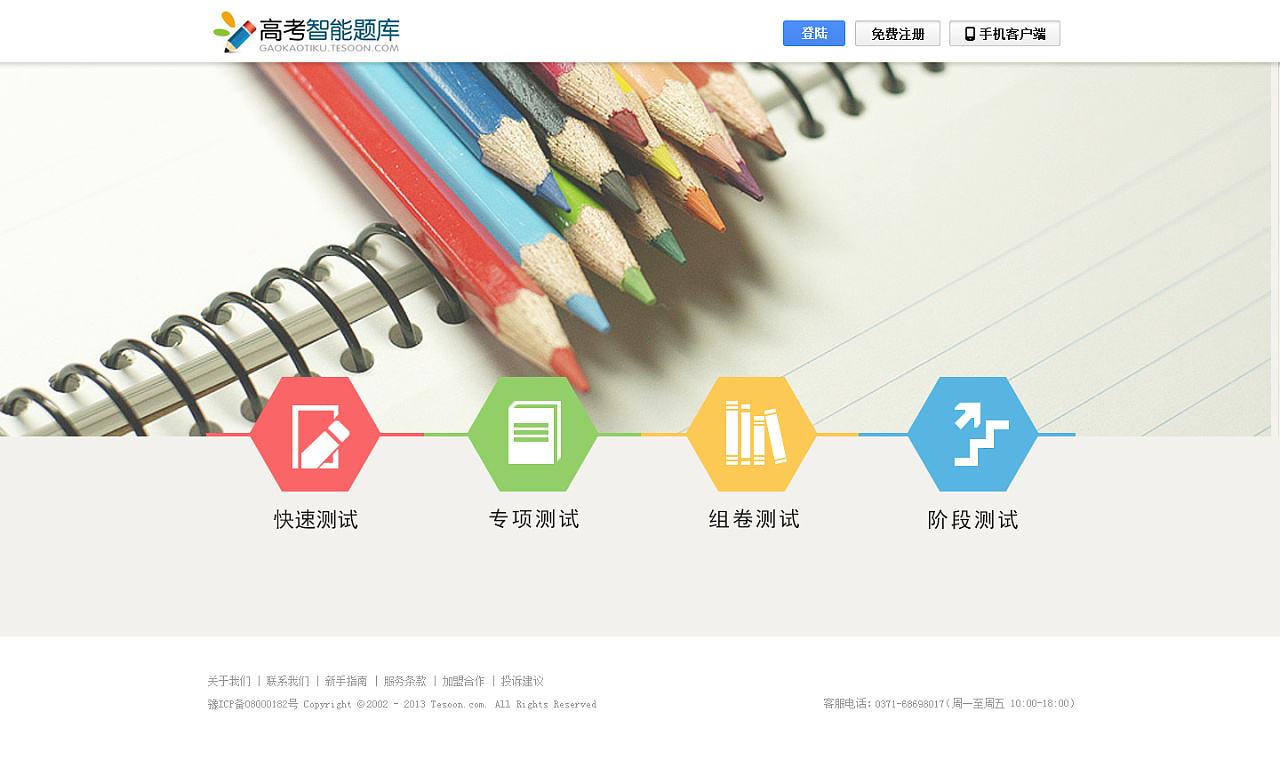 高考智能题库
GAOKAOTIKU.TESOON.COM
登陆
免费注册
手机客户端
快速测试
专项测试
组卷测试
阶段测试
关于我们 | 联系我们 | 新手指南 | 服务条款 | 加盟合作 | 投诉建议
豫ICP备08000182号 Copyright ©2002 - 2013 Tesoon.com. All Rights Reserved
客服电话: 0371-68698017(周一至周五 10:00-18:00)